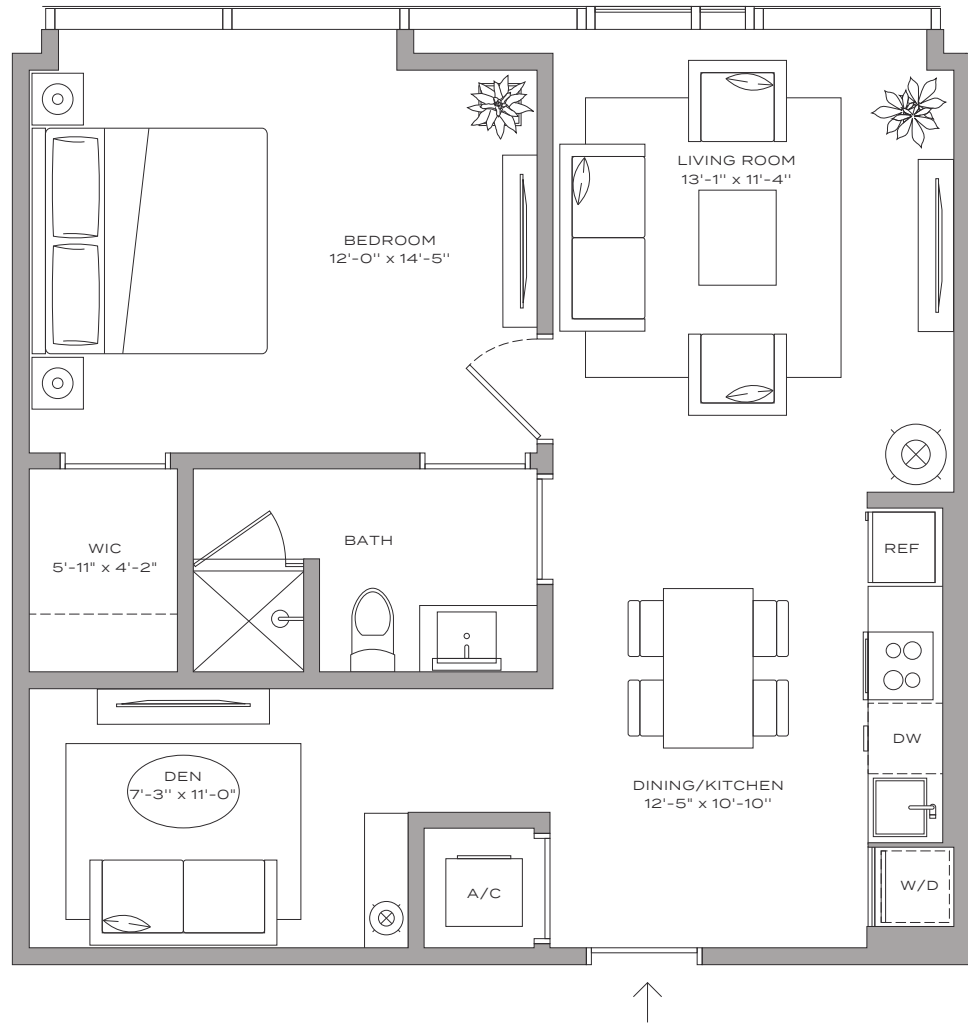 LIVING ROOM
13'-1" x 11'-4"
BEDROOM
12'-0" x 14'-5"
WIC
5'-11" x 4'-2"
BATH
REF
DW
DEN
7'-3" x 11'-0"
DINING/KITCHEN
12'-5" x 10'-10"
A/C
W/D